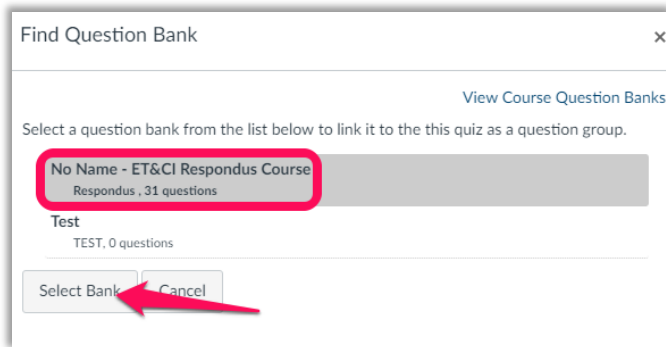 Find Question Bank
×
View Course Question Banks
Select a question bank from the list below to link it to the this quiz as a question group.
No Name - ET&CI Respondus Course
Respondus , 31 questions
Test
TEST, 0 questions
Select Bank Cancel